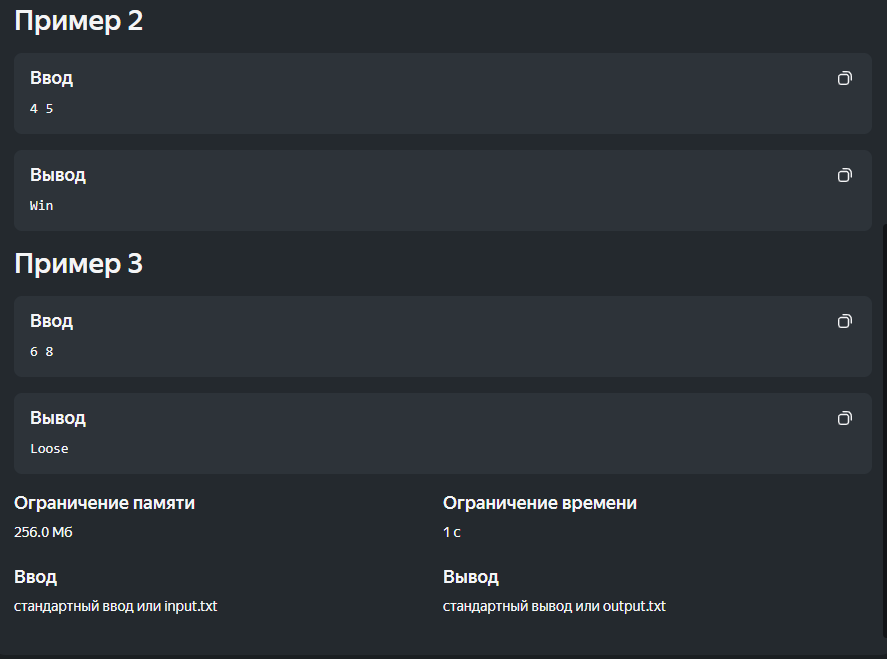 Пример 2
Ввод
4 5
Вывод
Win
Пример 3
Ввод
6 8
Вывод
Loose
Ограничение памяти
256.0 Мб
Ограничение времени
1 с
Ввод
стандартный ввод или input.txt
Вывод
стандартный вывод или output.txt